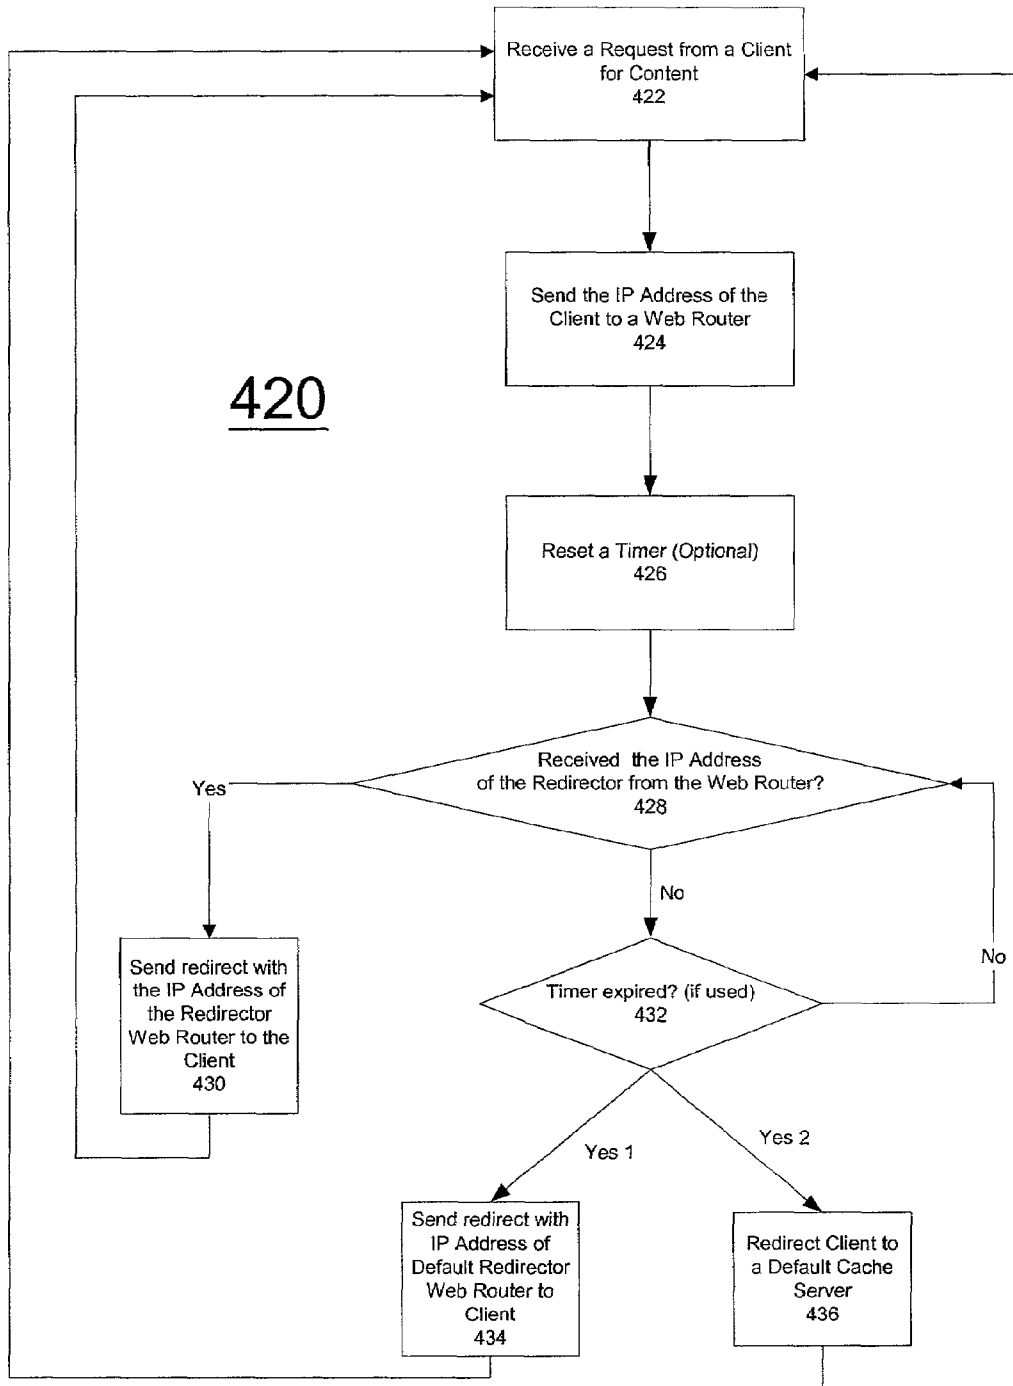 Receive a Request from a Client
for Content
422
Send the IP Address of the
Client to a Web Router
424
420
Reset a Timer (Optional)
426
Received the IP Address
of the Redirector from the Web Router?
428
Yes
No
Send redirect with
the IP Address of
the Redirector
Web Router to the
Client
430
Timer expired? (if used)
432
No
Yes 1
Yes 2
Send redirect with
IP Address of
Default Redirector
Web Router to
Client
434
Redirect Client to
a Default Cache
Server
436